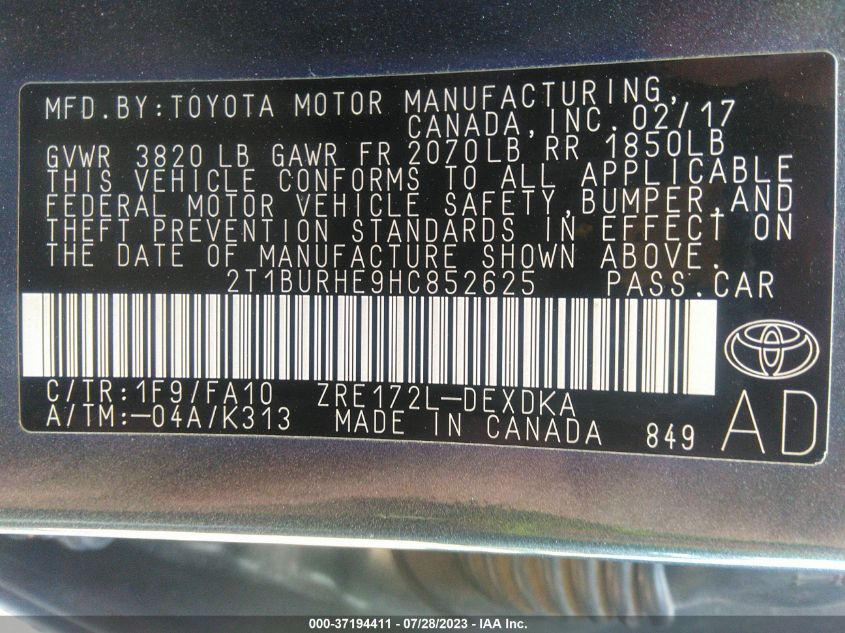 MFD.BY:TOYOTA MOTOR MANUFACTURING,
CANADA,INC. 02/17
GVWR 3820 LB GAWR FR 2070LB RR 1850LB
THIS VEHICLE CONFORMS TO ALL APPLICABLE
FEDERAL MOTOR VEHICLE SAFETY,BUMPER,AND
THEFT PREVENTION STANDARDS IN EFFECT ON
THE DATE OF MANUFACTURE SHOWN ABOVE.
2T1BURHE9HC852625 PASS.CAR
C/TR:1F9/FA10 ZRE172L-DEXDKA
A/TM:-04A/K313 MADE IN CANADA 849 AD
000-37194411 / 07/28/2023 - IAA Inc.